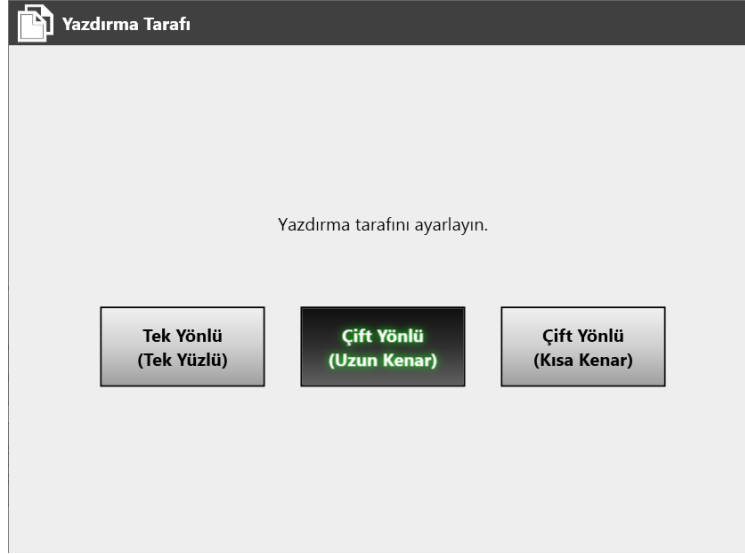 Yazdırma Tarafı
Yazdırma tarafını ayarlayın.
Tek Yönlü
(Tek Yüzlü)
Çift Yönlü
(Uzun Kenar)
Çift Yönlü
(Kısa Kenar)